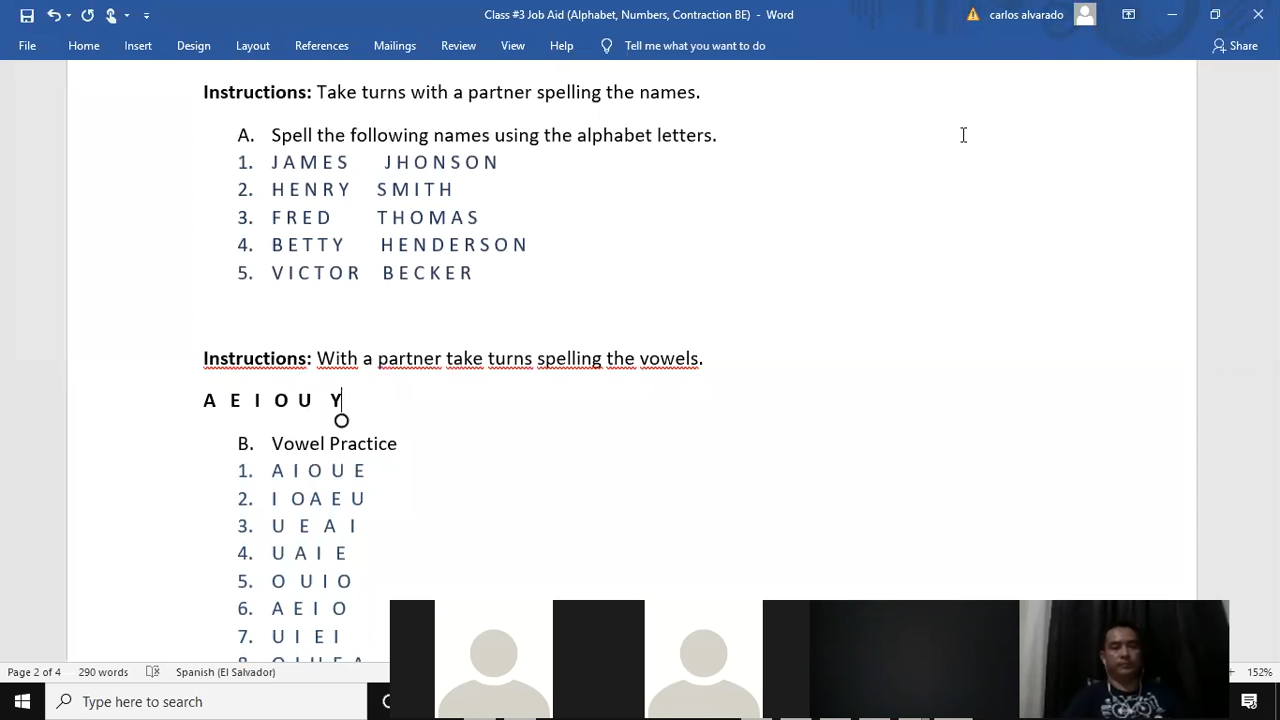 Class #3 Job Aid (Alphabet, Numbers, Contraction BE) - Word
carlos alvarado
File Home Insert Design Layout References Mailings Review View Help Tell me what you want to do Share
Instructions: Take turns with a partner spelling the names.
A. Spell the following names using the alphabet letters.
1. J A M E S J H O N S O N
2. H E N R Y S M I T H
3. F R E D T H O M A S
4. B E T T Y H E N D E R S O N
5. V I C T O R B E C K E R
Instructions: With a partner take turns spelling the vowels.
A E I O U Y
B. Vowel Practice
1. A I O U E
2. I O A E U
3. U E A I
4. U A I E
5. O U I O
6. A E I O
7. U I E I
Page 2 of 4 290 words Spanish (El Salvador) 152%
Type here to search